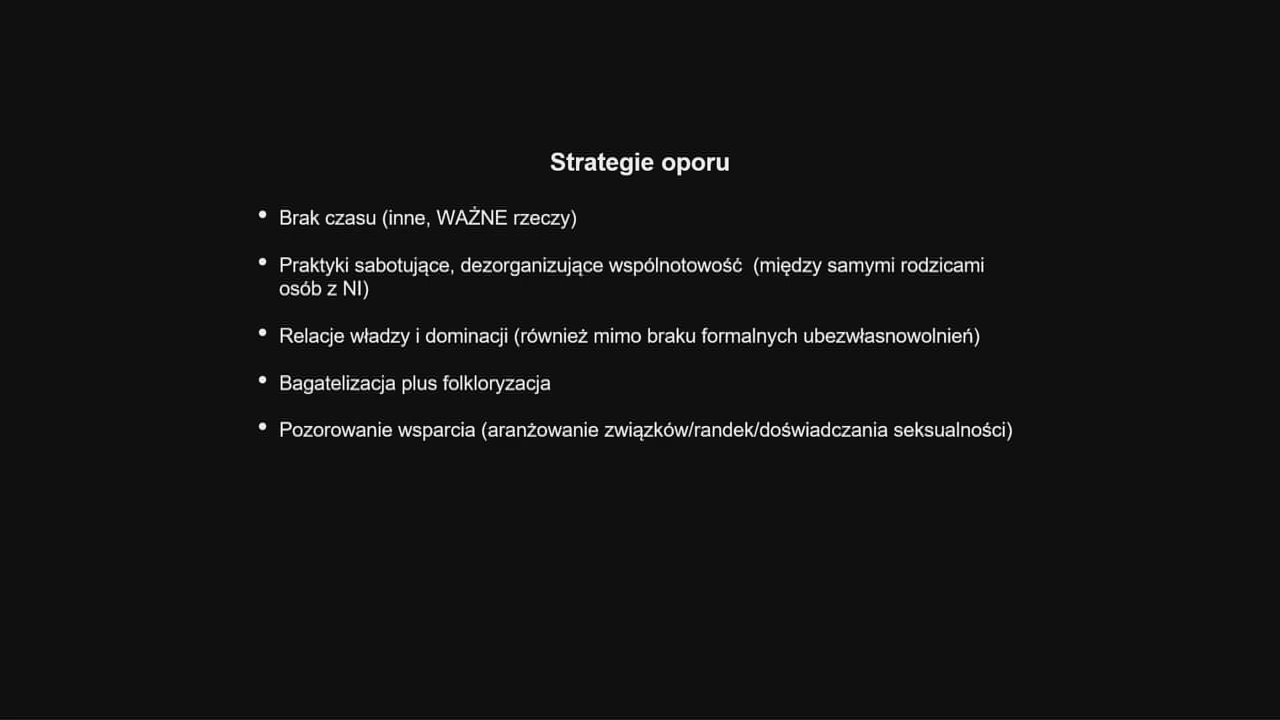 Strategie oporu
• Brak czasu (inne, WAŻNE rzeczy)
• Praktyki sabotujące, dezorganizujące wspólnotowość  (między samymi rodzicami
osób z NI)
• Relacje władzy i dominacji (również mimo braku formalnych ubezwłasnowolnień)
• Bagatelizacja plus folkloryzacja
• Pozorowanie wsparcia (aranżowanie związków/randek/doświadczania seksualności)